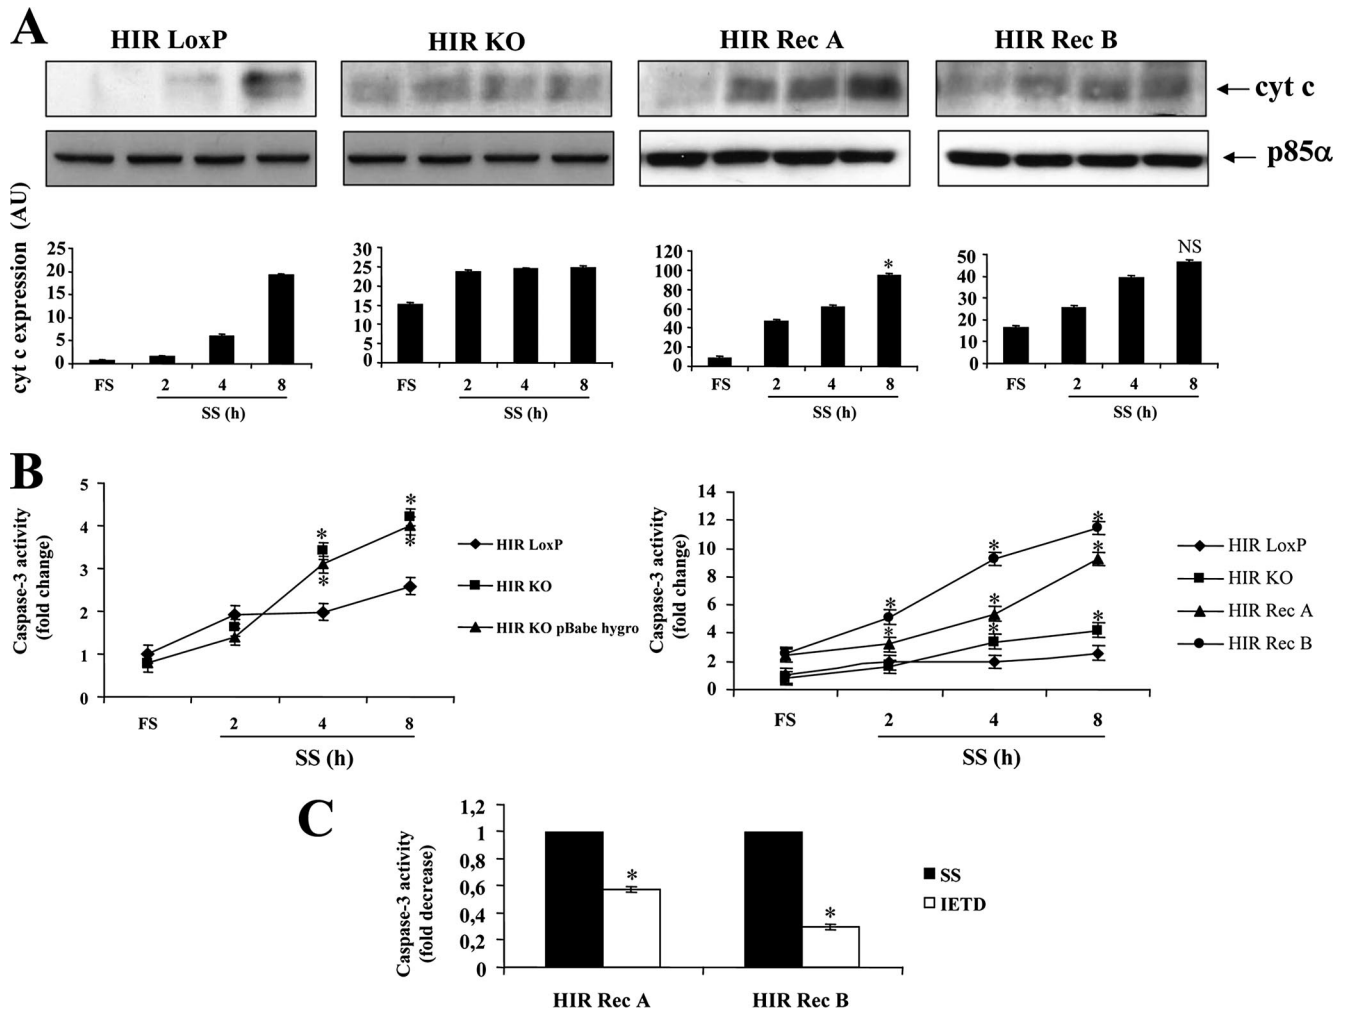 A
HIR LoxP
HIR KO
HIR Rec A
HIR Rec B
cyt c
p85α
cyt c expression (AU)
25
20
15
10
5
0
FS 2 4 8
SS (h)
30
25
20
15
10
5
0
FS 2 4 8
SS (h)
120
100
80
60
40
20
0
*
FS 2 4 8
SS (h)
50
40
30
20
10
0
NS
FS 2 4 8
SS (h)
B
Caspase-3 activity
(fold change)
5
4
3
2
1
0
* *
* *
FS 2 4 8
SS (h)
HIR LoxP
HIR KO
HIR KO pBabe hygro
Caspase-3 activity
(fold change)
14
12
10
8
6
4
2
0
* * *
* * *
* *
FS 2 4 8
SS (h)
HIR LoxP
HIR KO
HIR Rec A
HIR Rec B
C
Caspase-3 activity
(fold decrease)
1,2
1
0,8
0,6
0,4
0,2
0
*
*
HIR Rec A
HIR Rec B
SS
IETD